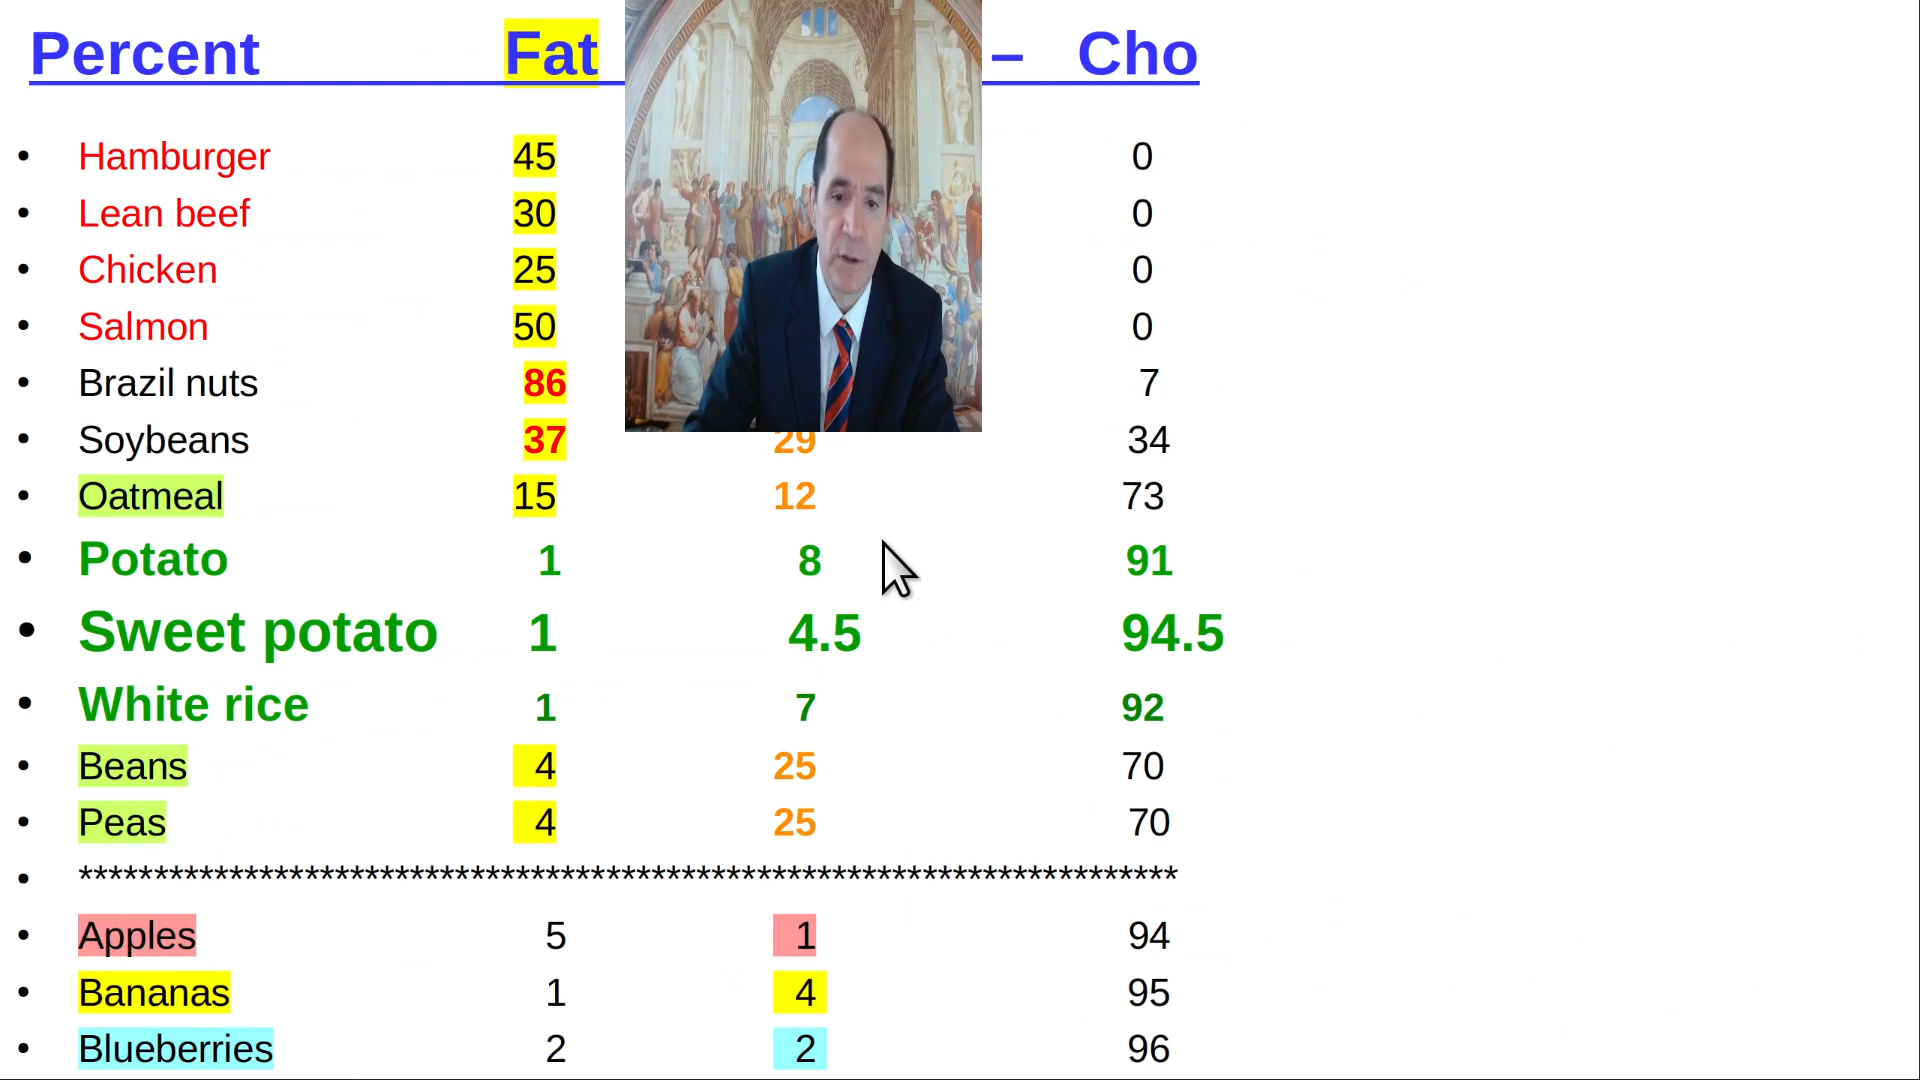 Percent Fat – Cho
• Hamburger 45 0
• Lean beef 30 0
• Chicken 25 0
• Salmon 50 0
• Brazil nuts 86 7
• Soybeans 37 29 34
• Oatmeal 15 12 73
• Potato 1 8 91
• Sweet potato 1 4.5 94.5
• White rice 1 7 92
• Beans 4 25 70
• Peas 4 25 70
• *************************************************************************
• Apples 5 1 94
• Bananas 1 4 95
• Blueberries 2 2 96